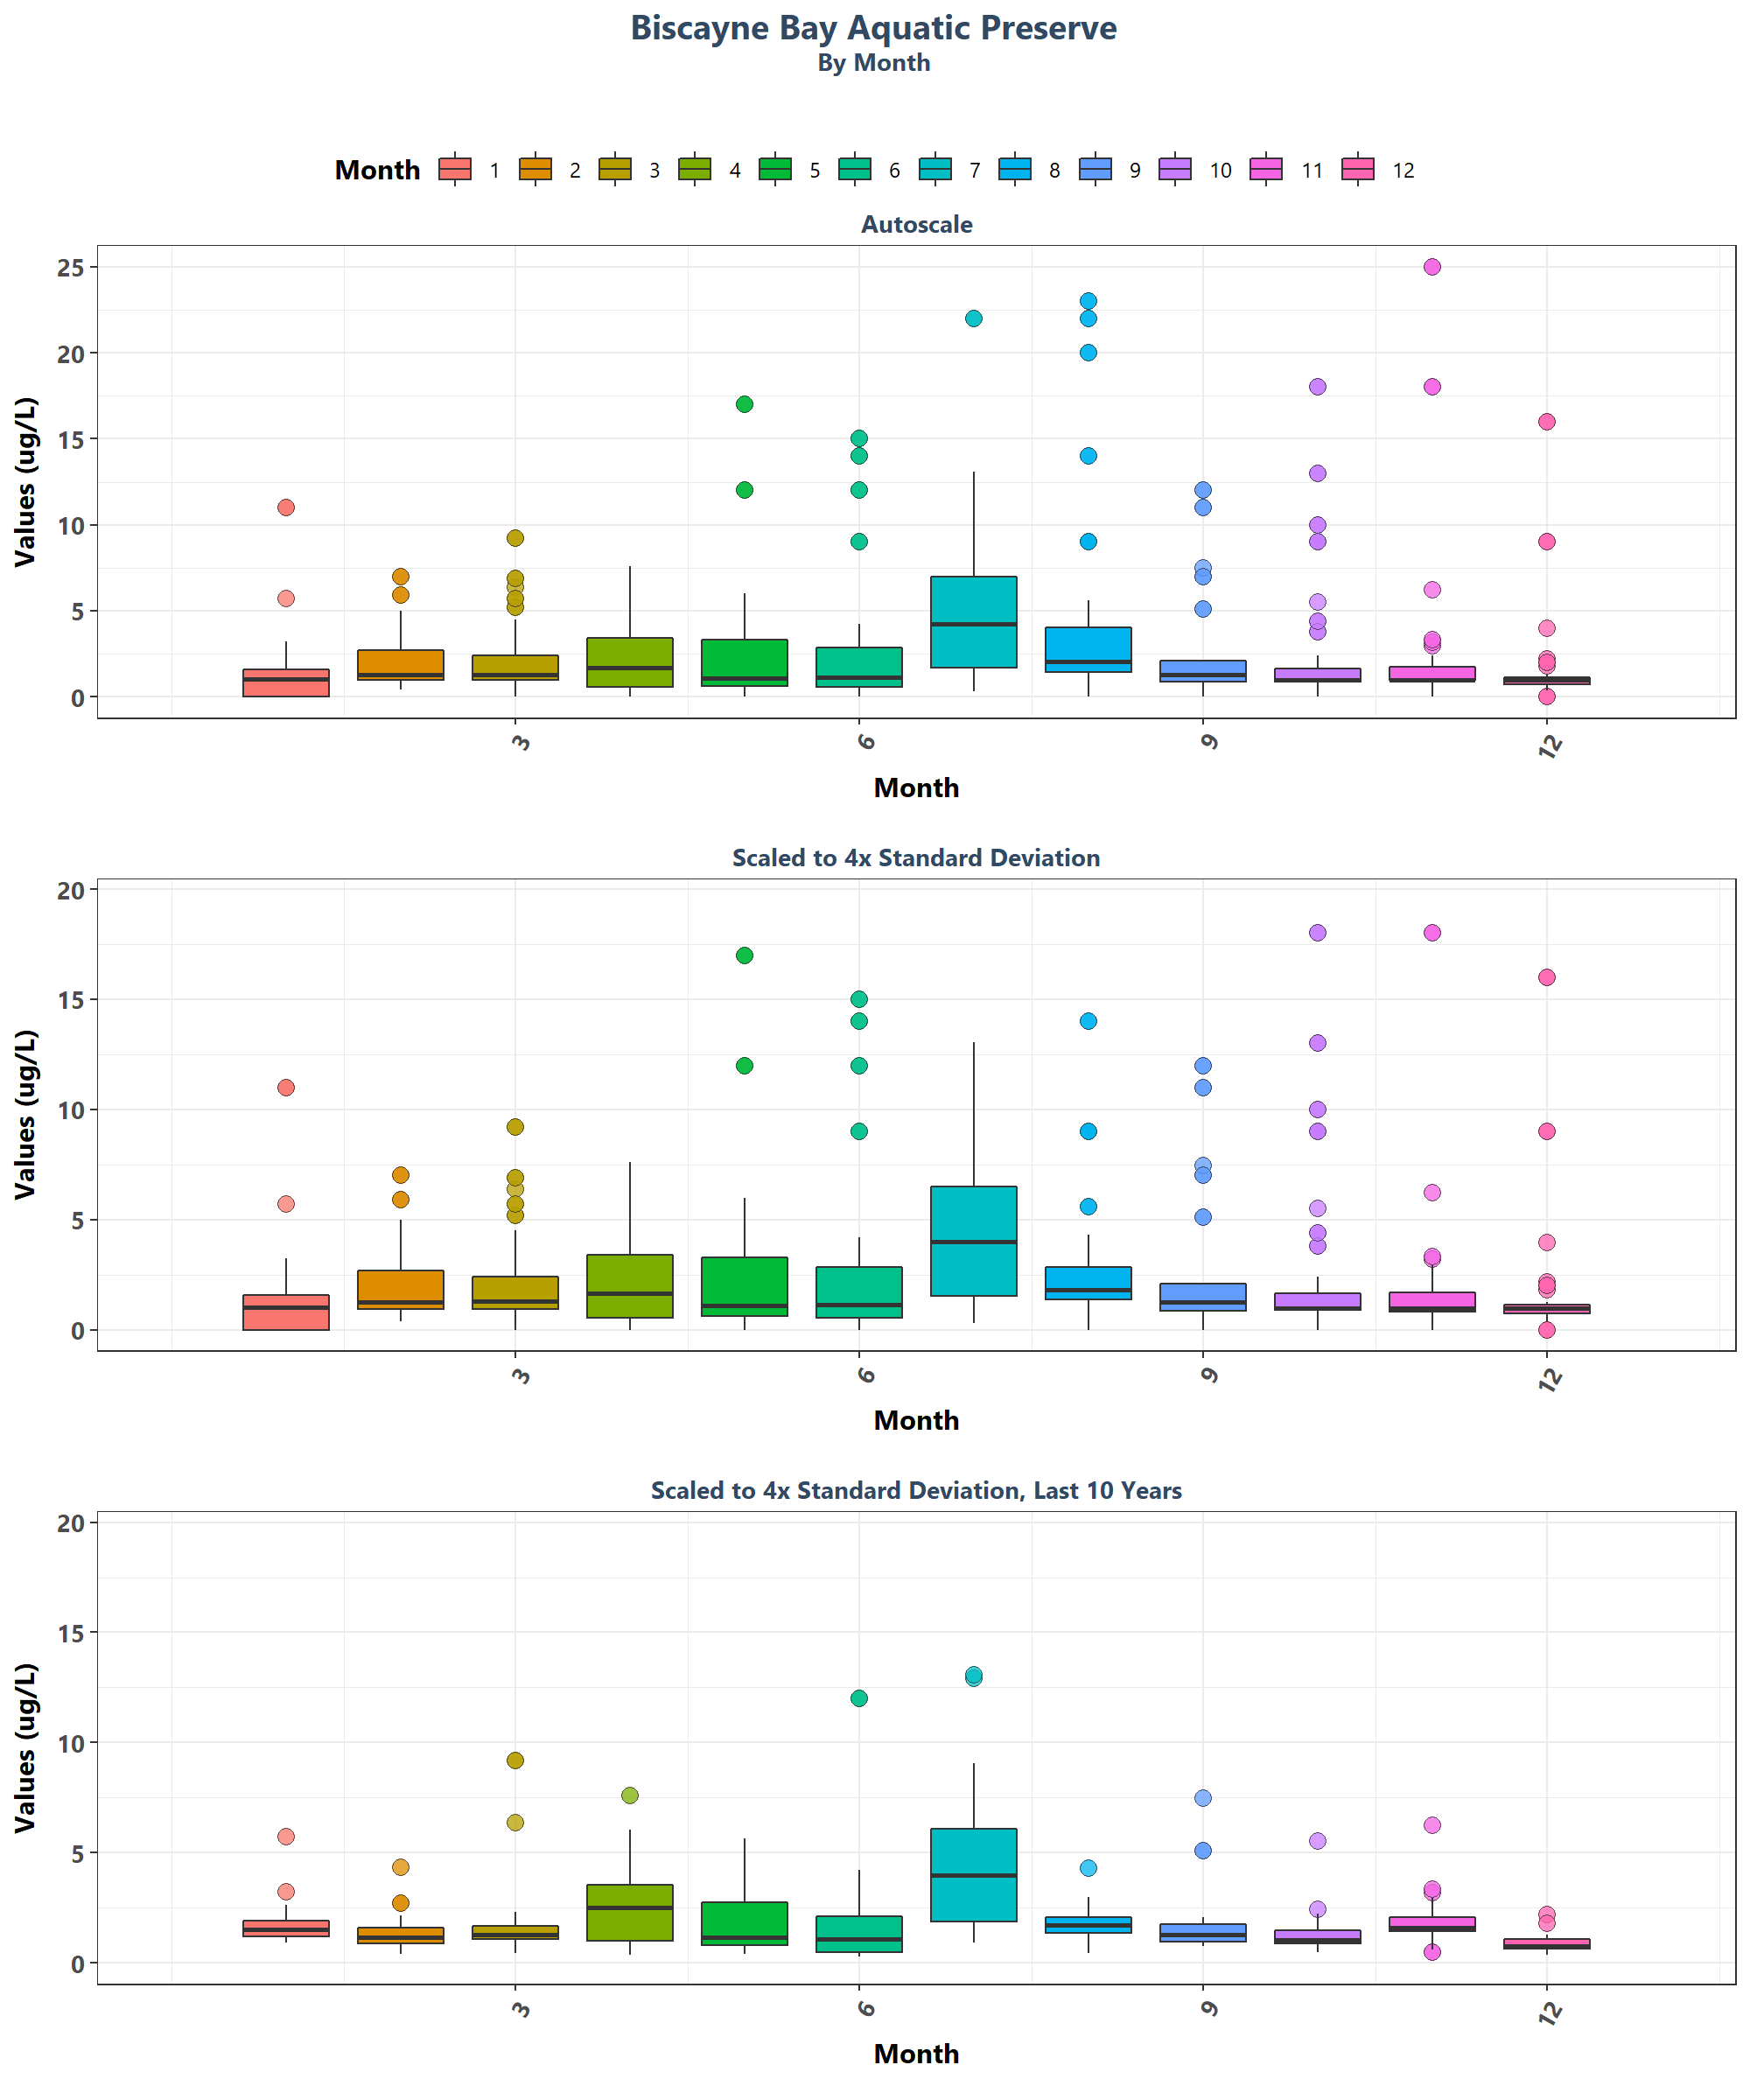 Biscayne Bay Aquatic Preserve
By Month
Month 1 2 3 4 5 6 7 8 9 10 11 12
Autoscale
25
20
15
10
5
0
Values (ug/L)
3 6 9 12
Month
Scaled to 4x Standard Deviation
20
15
10
5
0
Values (ug/L)
3 6 9 12
Month
Scaled to 4x Standard Deviation, Last 10 Years
20
15
10
5
0
Values (ug/L)
3 6 9 12
Month